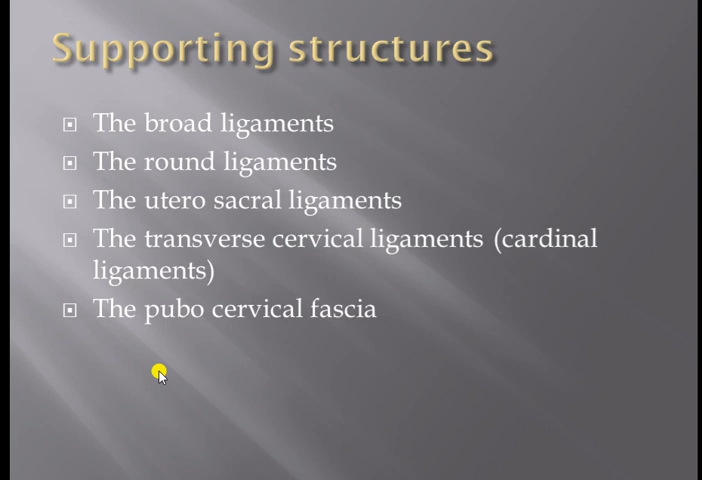 Supporting structures
The broad ligaments
The round ligaments
The utero sacral ligaments
The transverse cervical ligaments (cardinal
ligaments)
The pubo cervical fascia